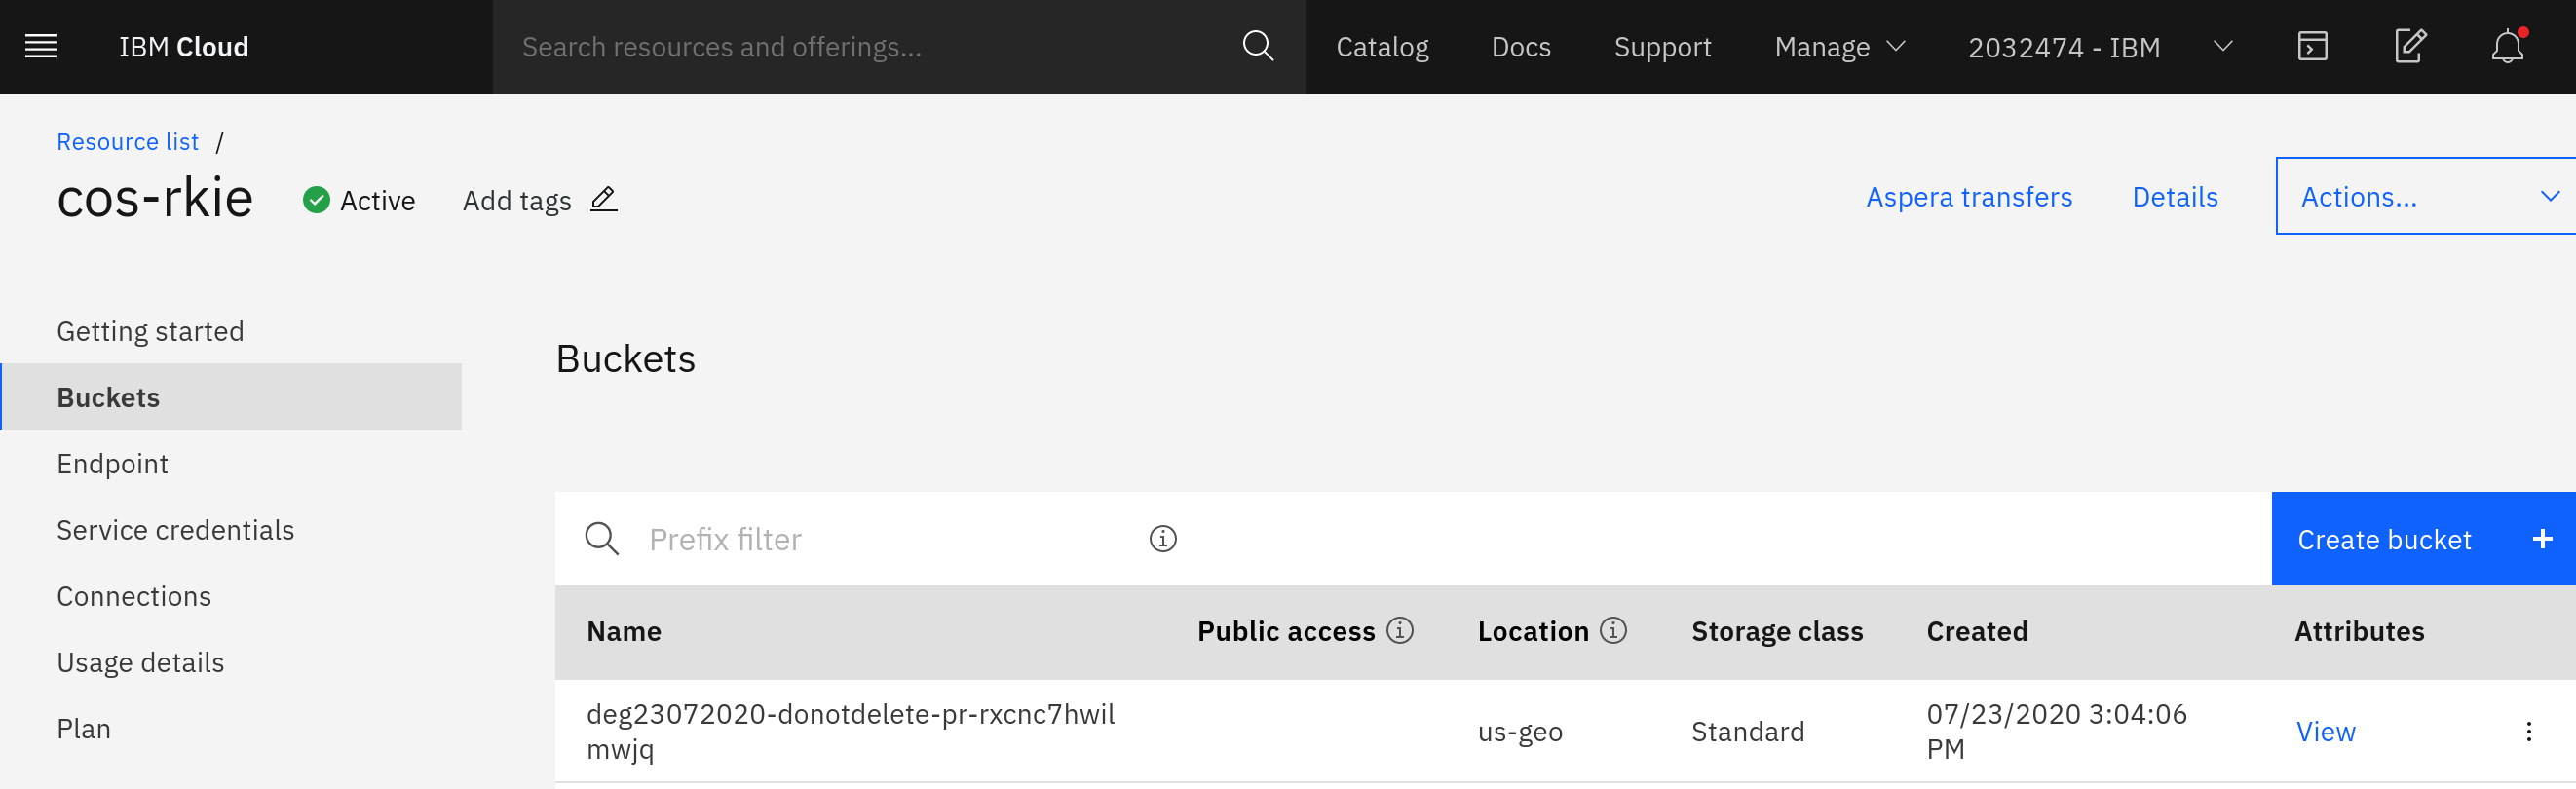 IBM Cloud
Search resources and offerings...
Catalog
Docs
Support
Manage
2032474 - IBM
Resource list /
cos-rkie
Active
Add tags
Aspera transfers
Details
Actions...
Getting started
Buckets
Endpoint
Service credentials
Connections
Usage details
Plan
Buckets
Prefix filter
Create bucket +
Name
Public access
Location
Storage class
Created
Attributes
deg23072020-donotdelete-pr-rxcnc7hwil
mwjq
us-geo
Standard
07/23/2020 3:04:06
PM
View